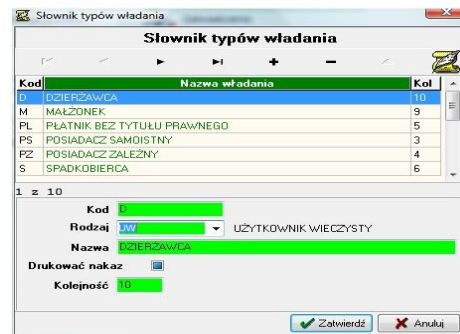 Słownik typów władania
Słownik typów władania
Kod Nazwa władania Kol
D DZIERŻAWCA 10
M MAŁŻONEK 9
PL PŁATNIK BEZ TYTUŁU PRAWNEGO 5
PS POSIADACZ SAMOISTNY 3
PZ POSIADACZ ZALEŻNY 4
S SPADKOBIERCA 6
1 z 10
Kod D
Rodzaj UW UŻYTKOWNIK WIECZYSTY
Nazwa DZIERŻAWCA
Drukować nakaz
Kolejność 10
Zatwierdź Anuluj